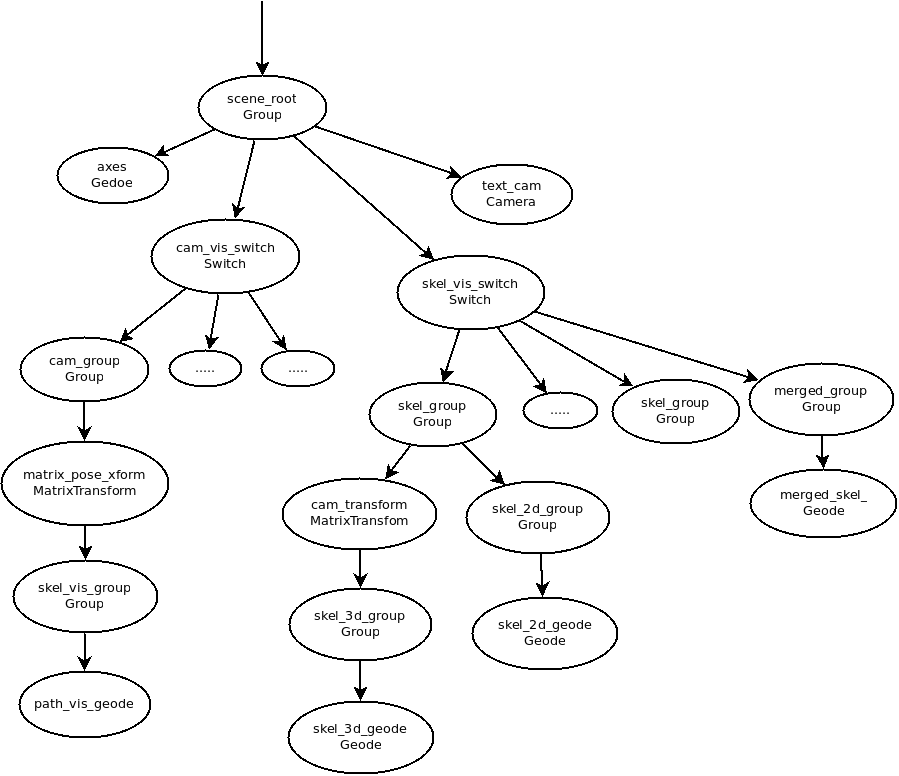 scene_root
Group
axes
Gedoe
text_cam
Camera
cam_vis_switch
Switch
skel_vis_switch
Switch
cam_group
Group
.....
.....
skel_group
Group
.....
skel_group
Group
merged_group
Group
matrix_pose_xform
MatrixTransform
cam_transform
MatrixTransfom
skel_2d_group
Group
merged_skel_
Geode
skel_vis_group
Group
skel_3d_group
Group
skel_2d_geode
Geode
path_vis_geode
skel_3d_geode
Geode